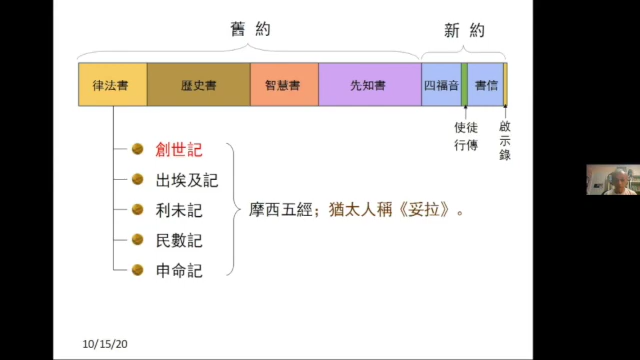 舊 約
新 約
律法書
歷史書
智慧書
先知書
四福音
書信
使徒
行傳
啟示錄
創世記
出埃及記
利未記
民數記
申命記
摩西五經；猶太人稱《妥拉》。
10/15/20